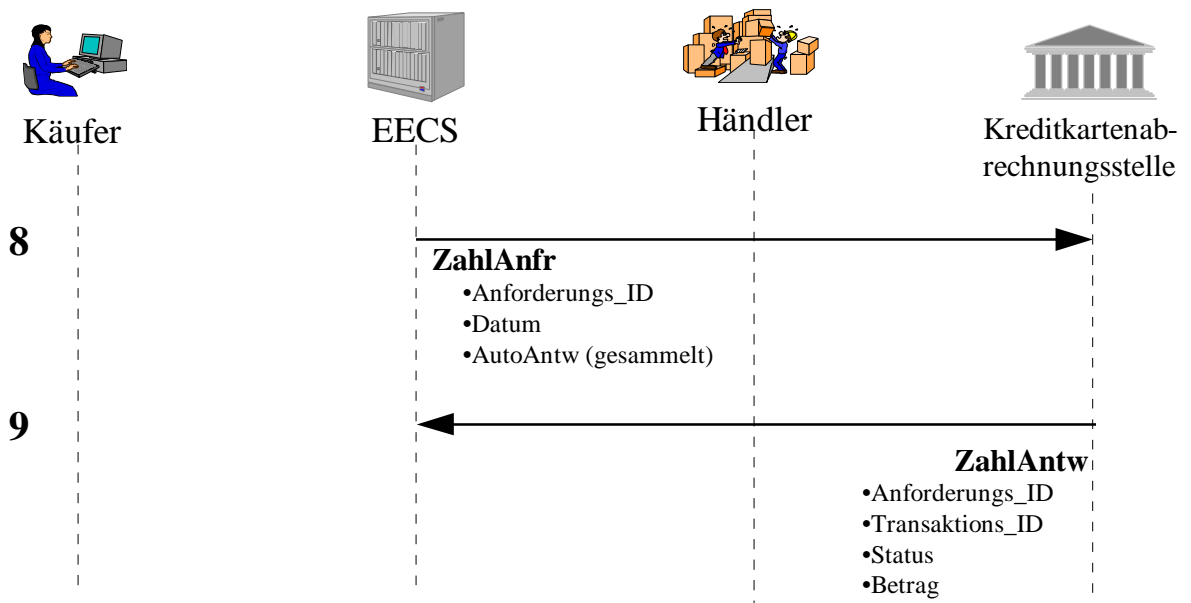 Käufer
EECS
Händler
Kreditkartenab-
rechnungsstelle
8
ZahlAnfr
•Anforderungs_ID
•Datum
•AutoAntw (gesammelt)
9
ZahlAntw
•Anforderungs_ID
•Transaktions_ID
•Status
•Betrag